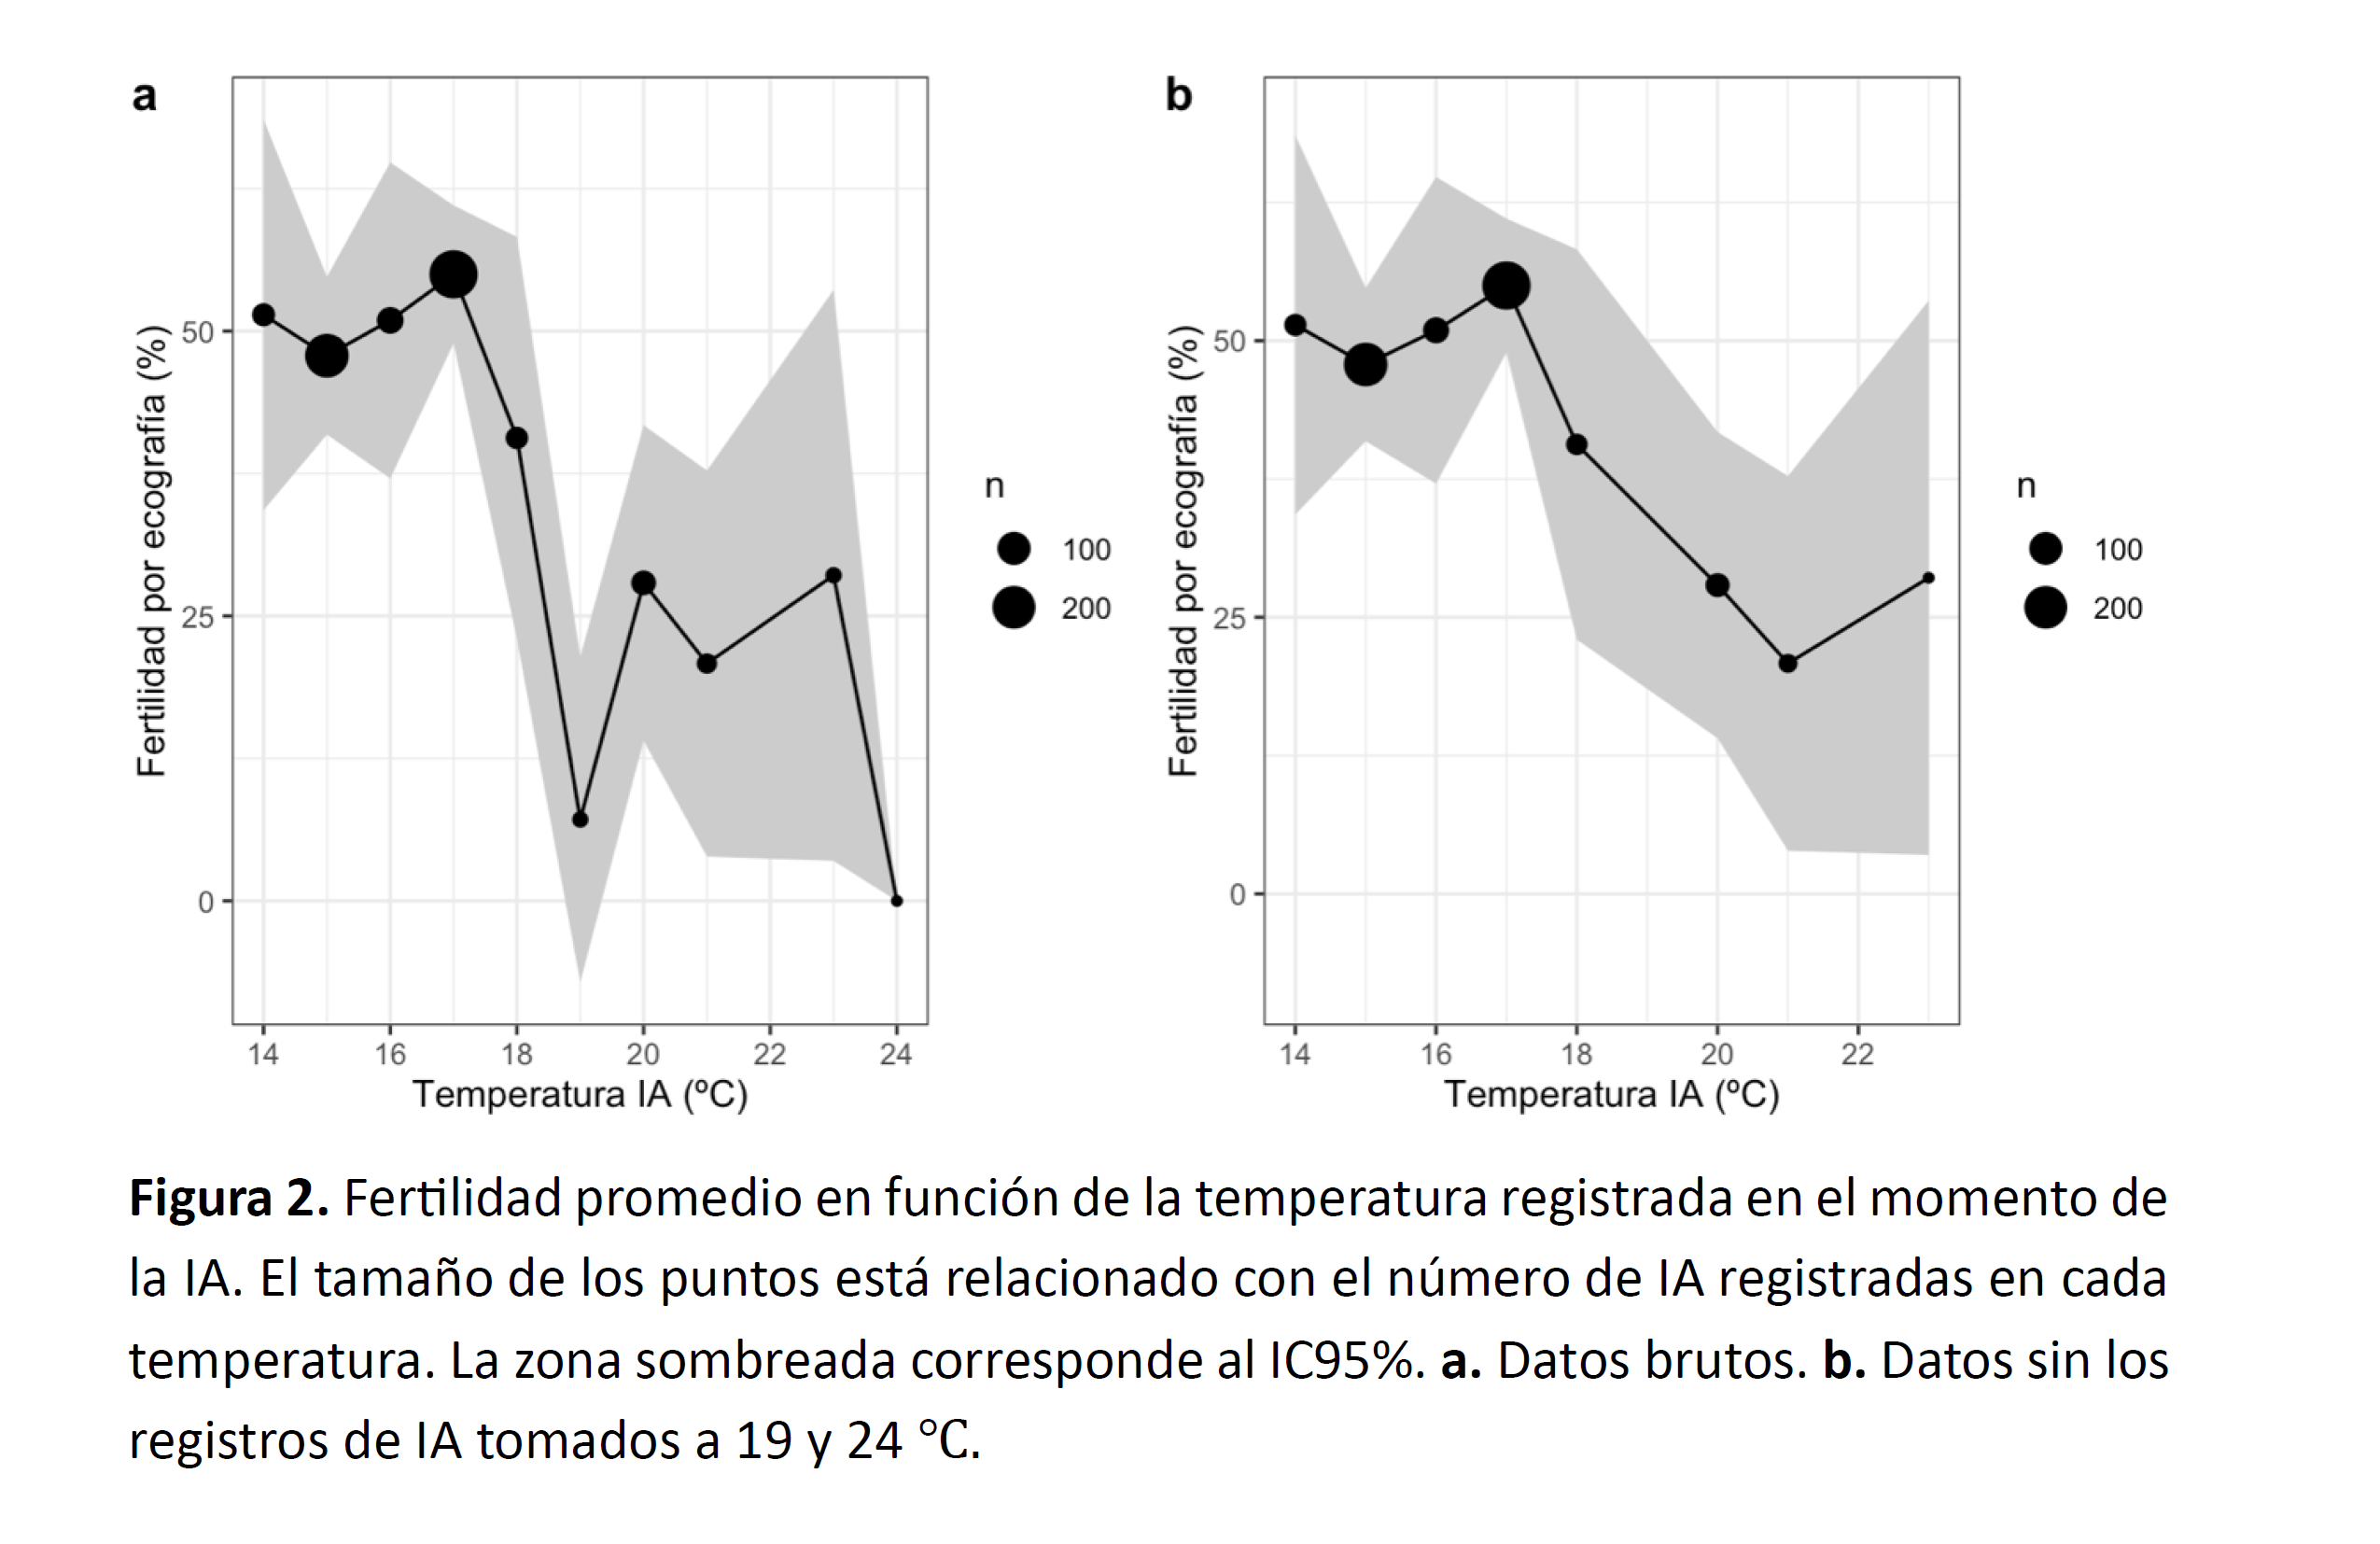 a
Fertilidad por ecografía (%)
50
25
0
14 16 18 20 22 24
Temperatura IA (ºC)
n
100
200
b
Fertilidad por ecografía (%)
50
25
0
14 16 18 20 22
Temperatura IA (ºC)
n
100
200
Figura 2. Fertilidad promedio en función de la temperatura registrada en el momento de
la IA. El tamaño de los puntos está relacionado con el número de IA registradas en cada
temperatura. La zona sombreada corresponde al IC95%. a. Datos brutos. b. Datos sin los
registros de IA tomados a 19 y 24 °C.